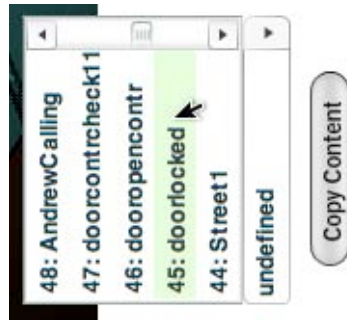 48: AndrewCalling
47: doorcontrcheck11
46: dooropencontr
45: doorlocked
44: Street1
undefined
Copy Content